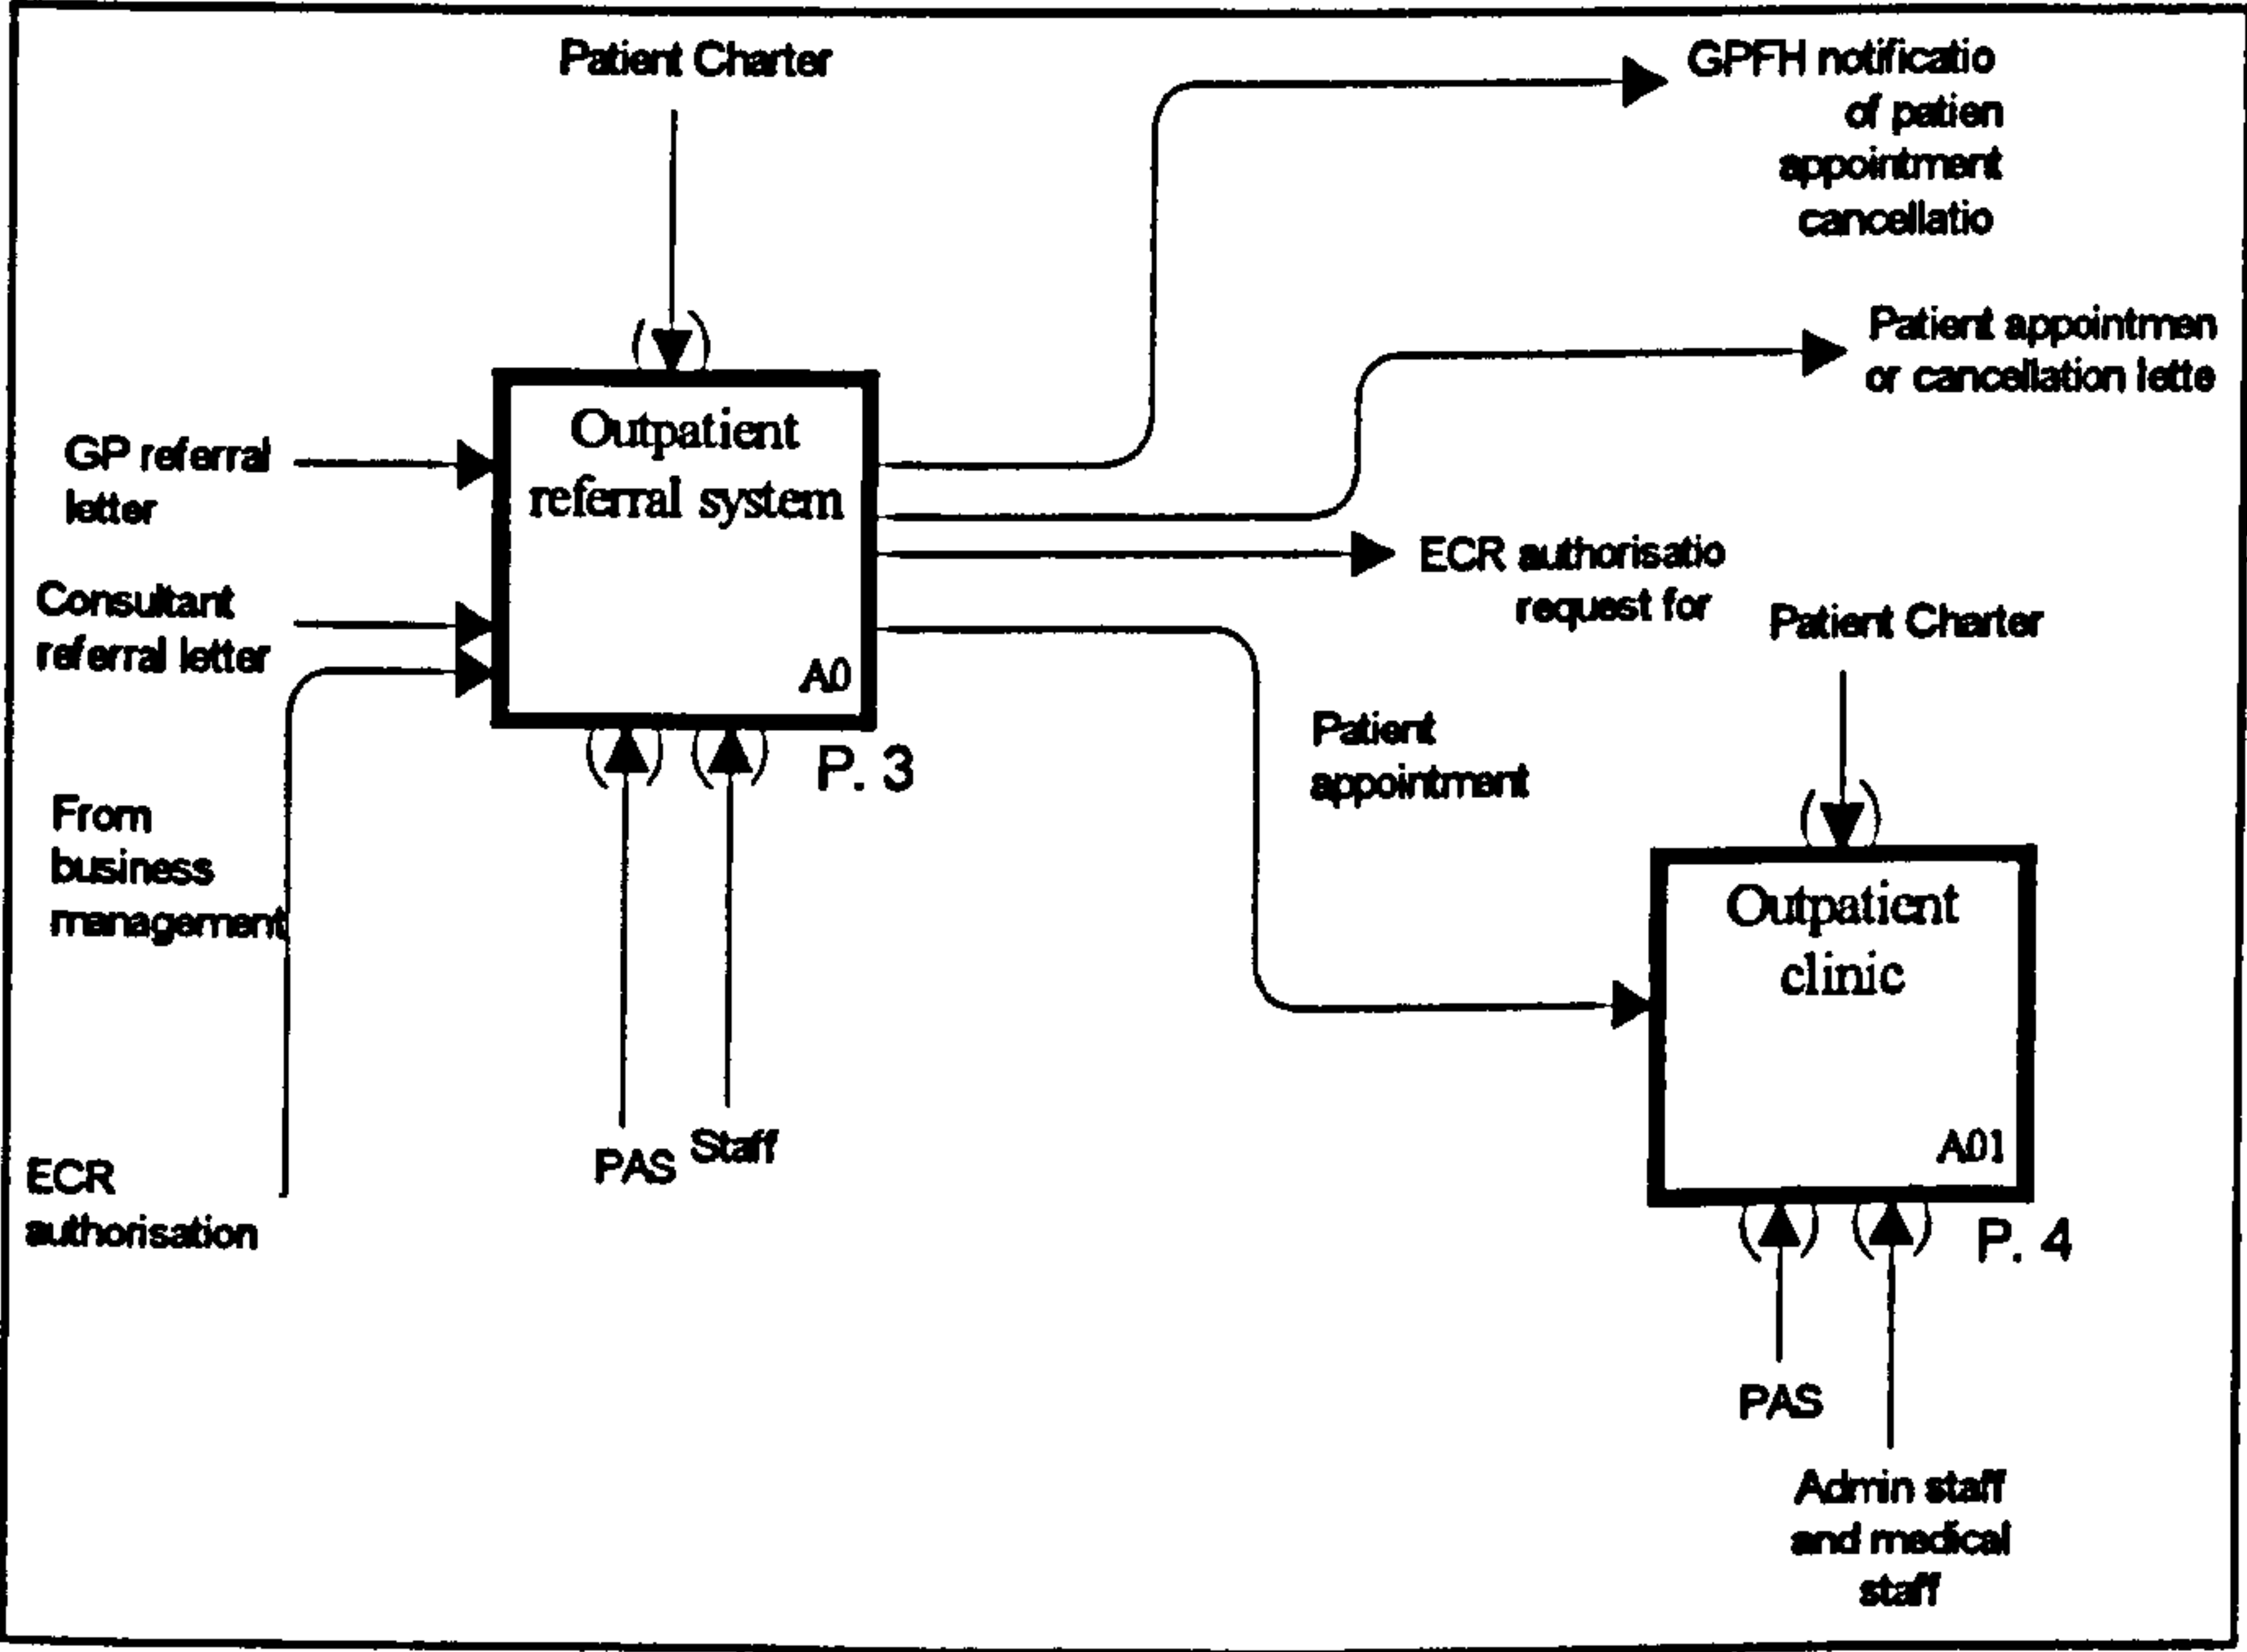 Patient Charter
GPFH notificatio
of patien
appointment
cancellatio
Patient appointmen
or cancellation lette
Outpatient
referral system
A0
P. 3
GP referral
letter
Consultant
referral letter
ECR authorisatio
request for
Patient Charter
From
business
management
Patient
appointment
Outpatient
clinic
A01
P. 4
PAS
Staff
ECR
authorisation
PAS
Admin staff
and medical
staff